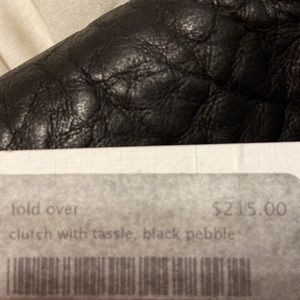 fold over $215.00
clutch with tassle, black pebble